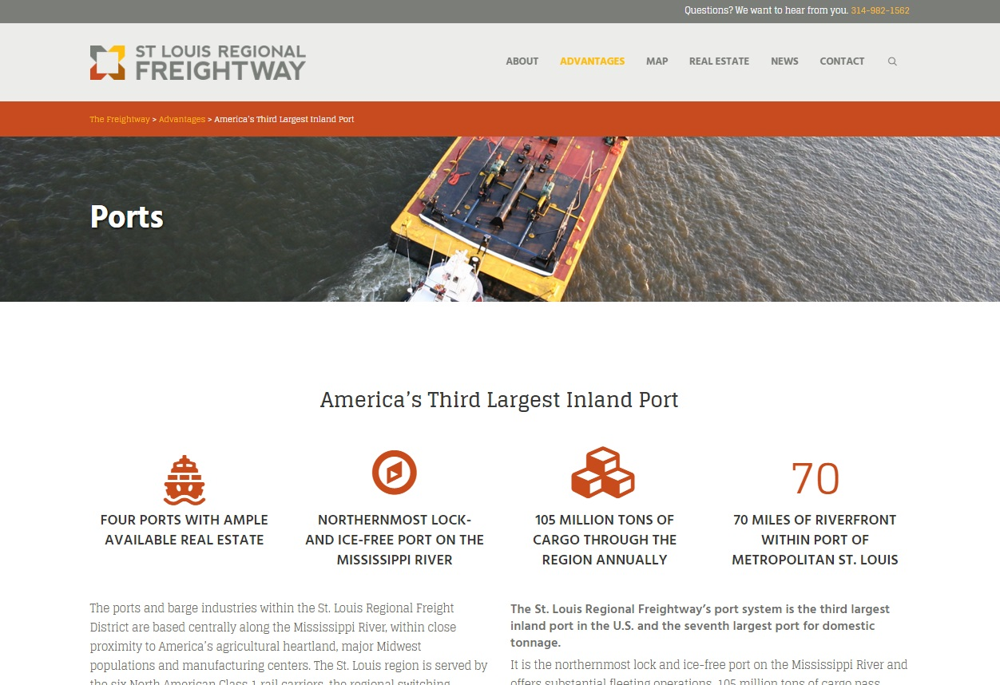 Questions? We want to hear from you. 314-982-1562
ST LOUIS REGIONAL
FREIGHTWAY
ABOUT ADVANTAGES MAP REAL ESTATE NEWS CONTACT
The Freightway > Advantages > America's Third Largest Inland Port
Ports
America's Third Largest Inland Port
70
FOUR PORTS WITH AMPLE
AVAILABLE REAL ESTATE
NORTHERNMOST LOCK-
AND ICE-FREE PORT ON THE
MISSISSIPPI RIVER
105 MILLION TONS OF
CARGO THROUGH THE
REGION ANNUALLY
70 MILES OF RIVERFRONT
WITHIN PORT OF
METROPOLITAN ST. LOUIS
The ports and barge industries within the St. Louis Regional Freight
District are based centrally along the Mississippi River, within close
proximity to America's agricultural heartland, major Midwest
populations and manufacturing centers. The St. Louis region is served by
the six North American Class 1 rail carriers, the regional switching
The St. Louis Regional Freightway's port system is the third largest
inland port in the U.S. and the seventh largest port for domestic
tonnage.
It is the northernmost lock and ice-free port on the Mississippi River and
offers substantial fleeting operations. 105 million tons of cargo pass